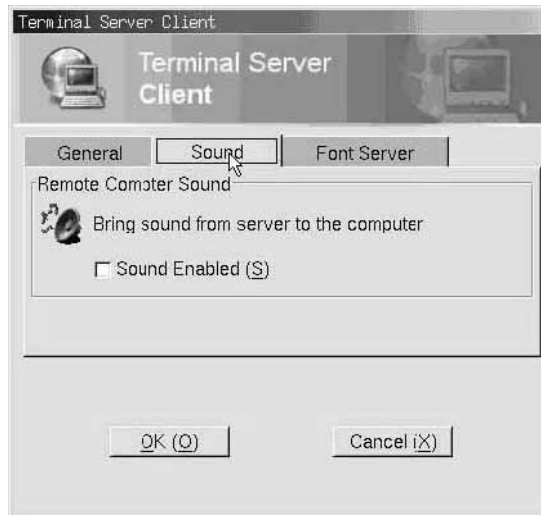 Terminal Server Client
Terminal Server
Client
General Sound Font Server
Remote Comoter Sound
Bring sound from server to the computer
Sound Enabled (S)
OK (O) Cancel (X)